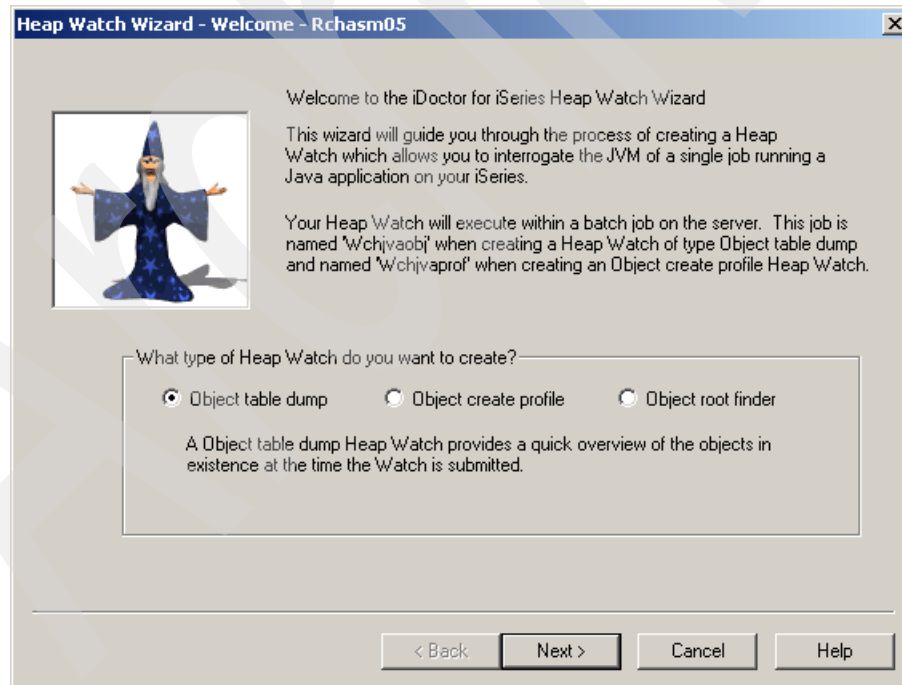 Heap Watch Wizard - Welcome - Rchasm05
Welcome to the iDoctor for iSeries Heap Watch Wizard
This wizard will guide you through the process of creating a Heap
Watch which allows you to interrogate the JVM of a single job running a
Java application on your iSeries.
Your Heap Watch will execute within a batch job on the server.  This job is
named 'Wchjvaobj' when creating a Heap Watch of type Object table dump
and named 'Wchjvaprof' when creating an Object create profile Heap Watch.
What type of Heap Watch do you want to create?
Object table dump
Object create profile
Object root finder
A Object table dump Heap Watch provides a quick overview of the objects in
existence at the time the Watch is submitted.
< Back
Next >
Cancel
Help